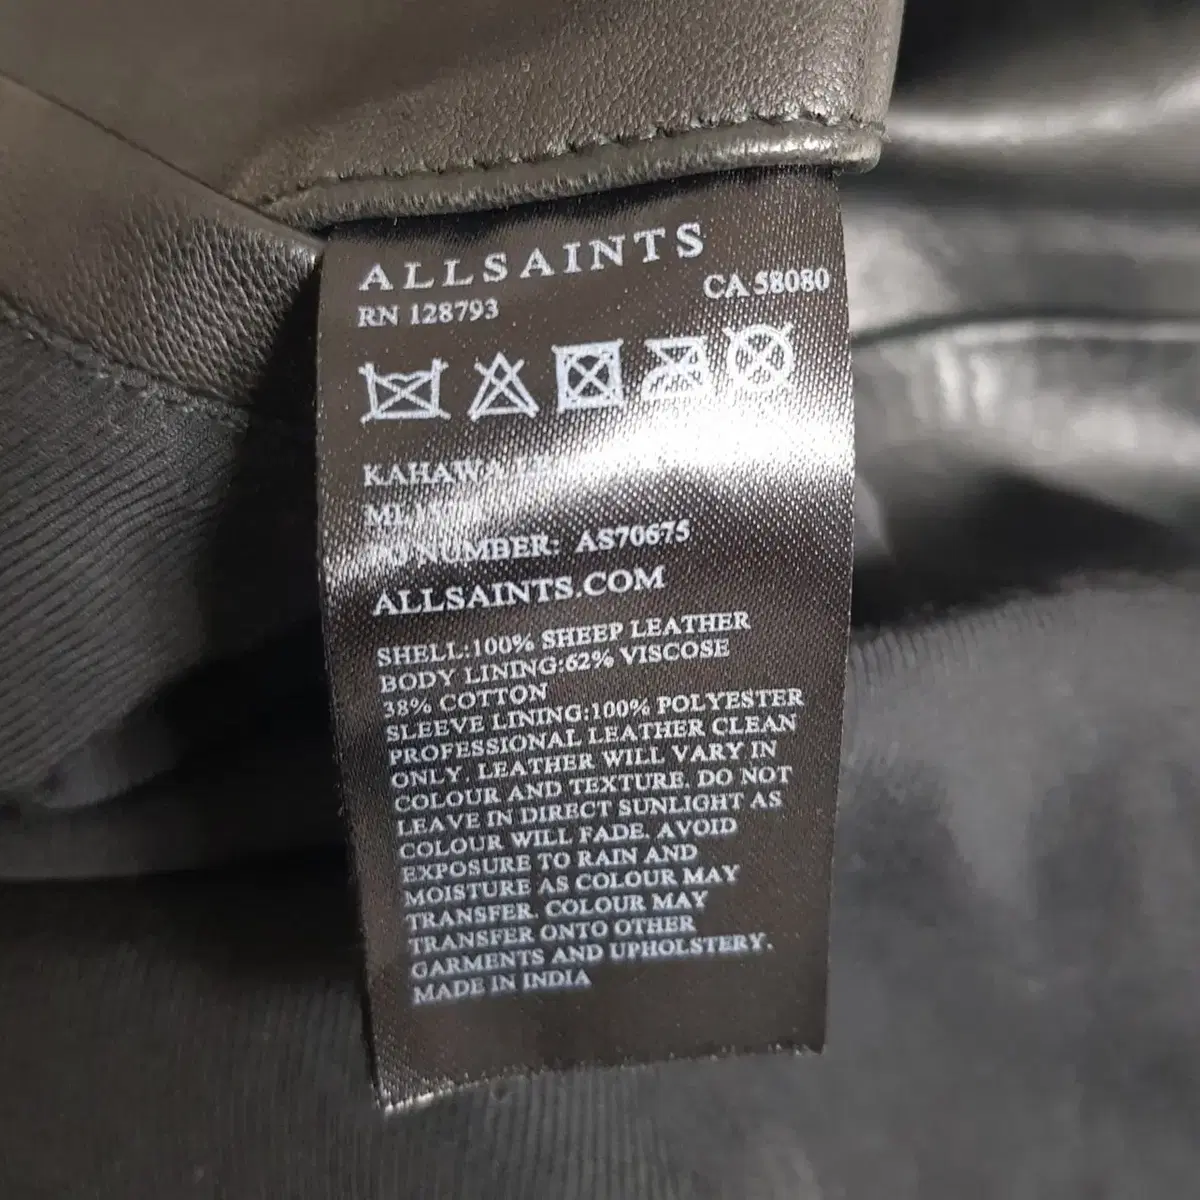 ALLSAINTS
RN 128793
CA 58080
KAHAWA
NUMBER: AS70675
ALLSAINTS.COM
SHELL:100% SHEEP LEATHER
BODY LINING:62% VISCOSE
38% COTTON
SLEEVE LINING:100% POLYESTER
PROFESSIONAL LEATHER CLEAN
ONLY. LEATHER WILL VARY IN
COLOUR AND TEXTURE. DO NOT
LEAVE IN DIRECT SUNLIGHT AS
COLOUR WILL FADE. AVOID
EXPOSURE TO RAIN AND
MOISTURE AS COLOUR MAY
TRANSFER. COLOUR MAY
TRANSFER ONTO OTHER
GARMENTS AND UPHOLSTERY.
MADE IN INDIA